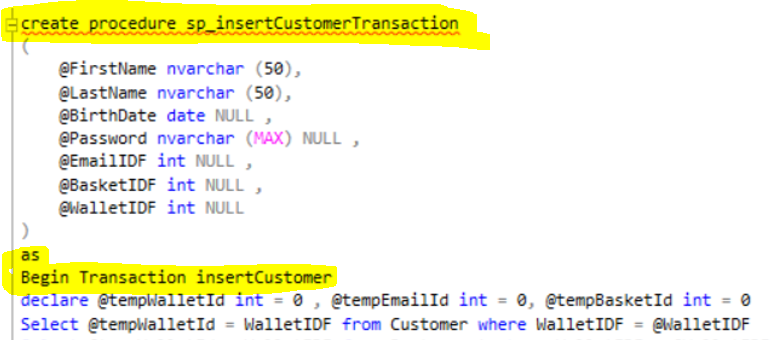 create procedure sp_insertCustomerTransaction
(
@FirstName nvarchar (50),
@LastName nvarchar (50),
@BirthDate date NULL ,
@Password nvarchar (MAX) NULL ,
@EmailIDF int NULL ,
@BasketIDF int NULL ,
@WalletIDF int NULL
)
as
Begin Transaction insertCustomer
declare @tempWalletId int = 0 , @tempEmailId int = 0, @tempBasketId int = 0
Select @tempWalletId = WalletIDF from Customer where WalletIDF = @WalletIDF